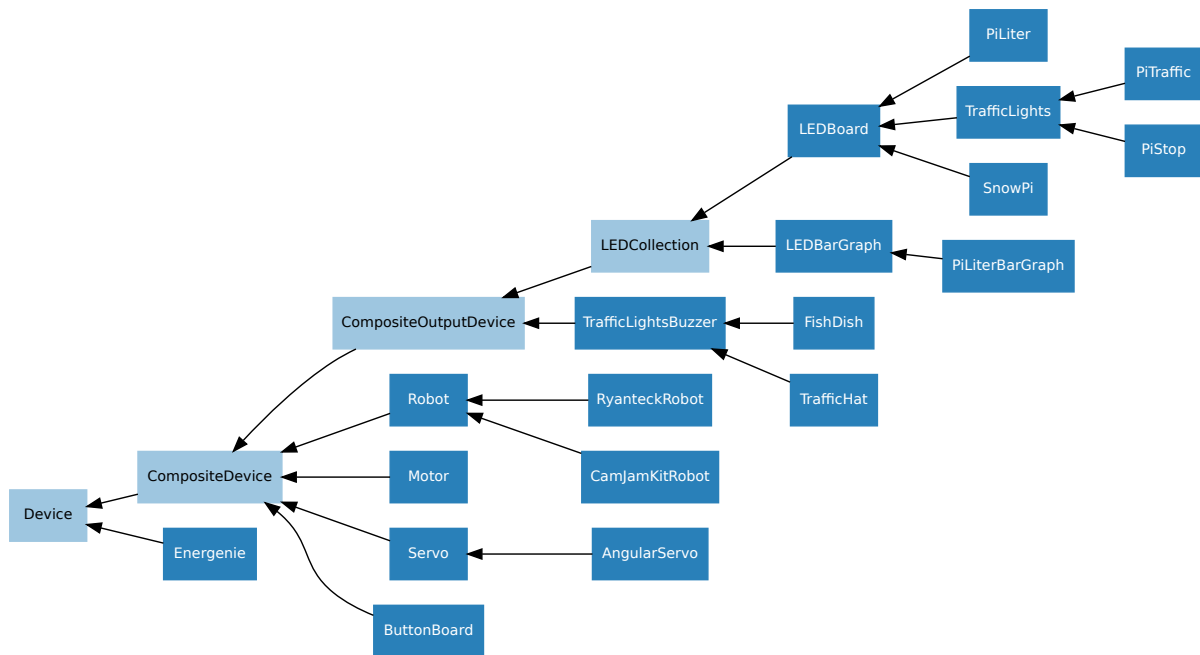 PiLiter
PiTraffic
TrafficLights
LEDBoard
PiStop
SnowPi
LEDCollection
LEDBarGraph
PiLiterBarGraph
CompositeOutputDevice
TrafficLightsBuzzer
FishDish
Robot
RyanteckRobot
TrafficHat
CompositeDevice
Motor
CamJamKitRobot
Device
Energenie
Servo
AngularServo
ButtonBoard